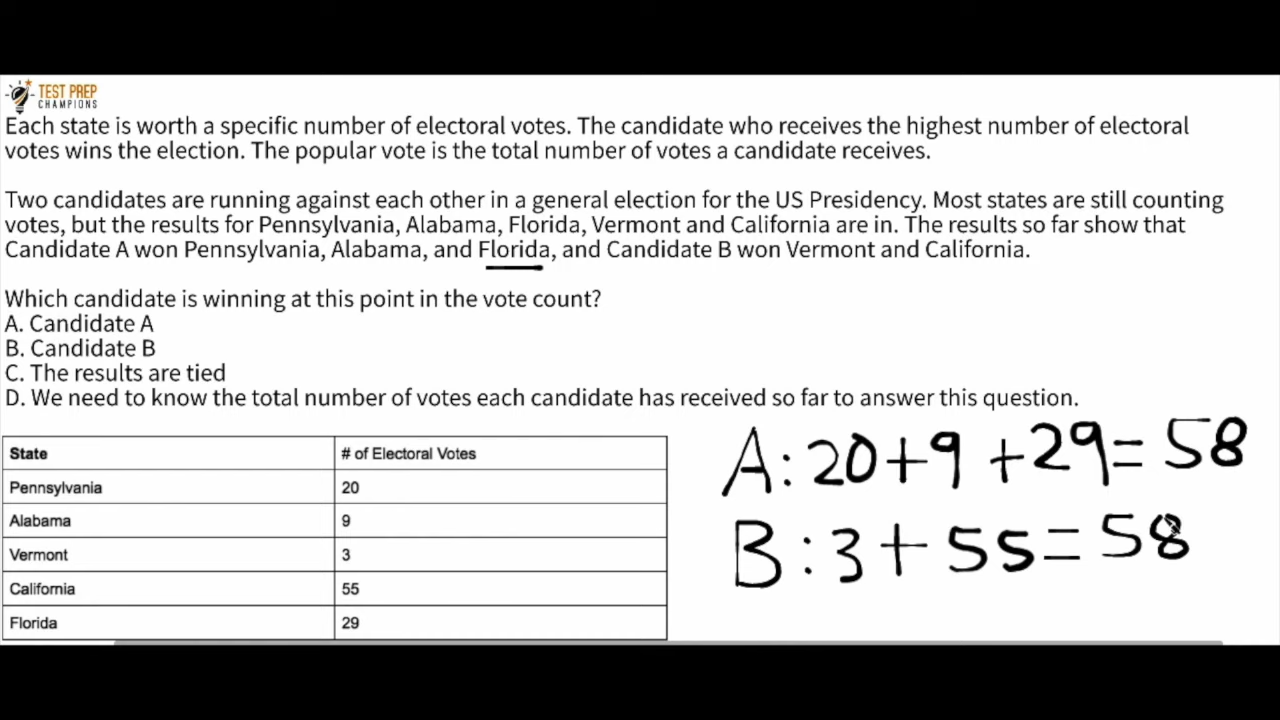 TEST PREP
CHAMPIONS
Each state is worth a specific number of electoral votes. The candidate who receives the highest number of electoral
votes wins the election. The popular vote is the total number of votes a candidate receives.
Two candidates are running against each other in a general election for the US Presidency. Most states are still counting
votes, but the results for Pennsylvania, Alabama, Florida, Vermont and California are in. The results so far show that
Candidate A won Pennsylvania, Alabama, and Florida, and Candidate B won Vermont and California.
Which candidate is winning at this point in the vote count?
A. Candidate A
B. Candidate B
C. The results are tied
D. We need to know the total number of votes each candidate has received so far to answer this question.
State # of Electoral Votes
Pennsylvania 20
Alabama 9
Vermont 3
California 55
Florida 29
A: 20+9 +29= 58
B: 3 + 55= 58